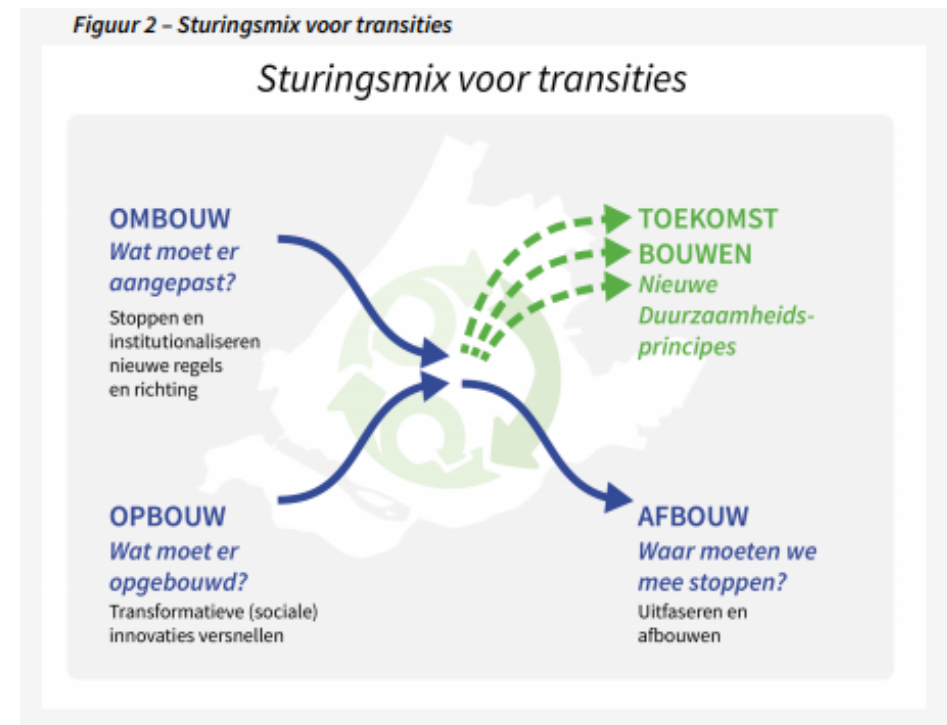 Figuur 2 – Sturingsmix voor transities
Sturingsmix voor transities
OMBOUW
Wat moet er
aangepast?
Stoppen en
institutionaliseren
nieuwe regels
en richting
TOEKOMST
BOUWEN
Nieuwe
Duurzaamheids-
principes
OPBOUW
Wat moet er
opgebouwd?
Transformatieve (sociale)
innovaties versnellen
AFBOUW
Waar moeten we
mee stoppen?
Uitfaseren en
afbouwen